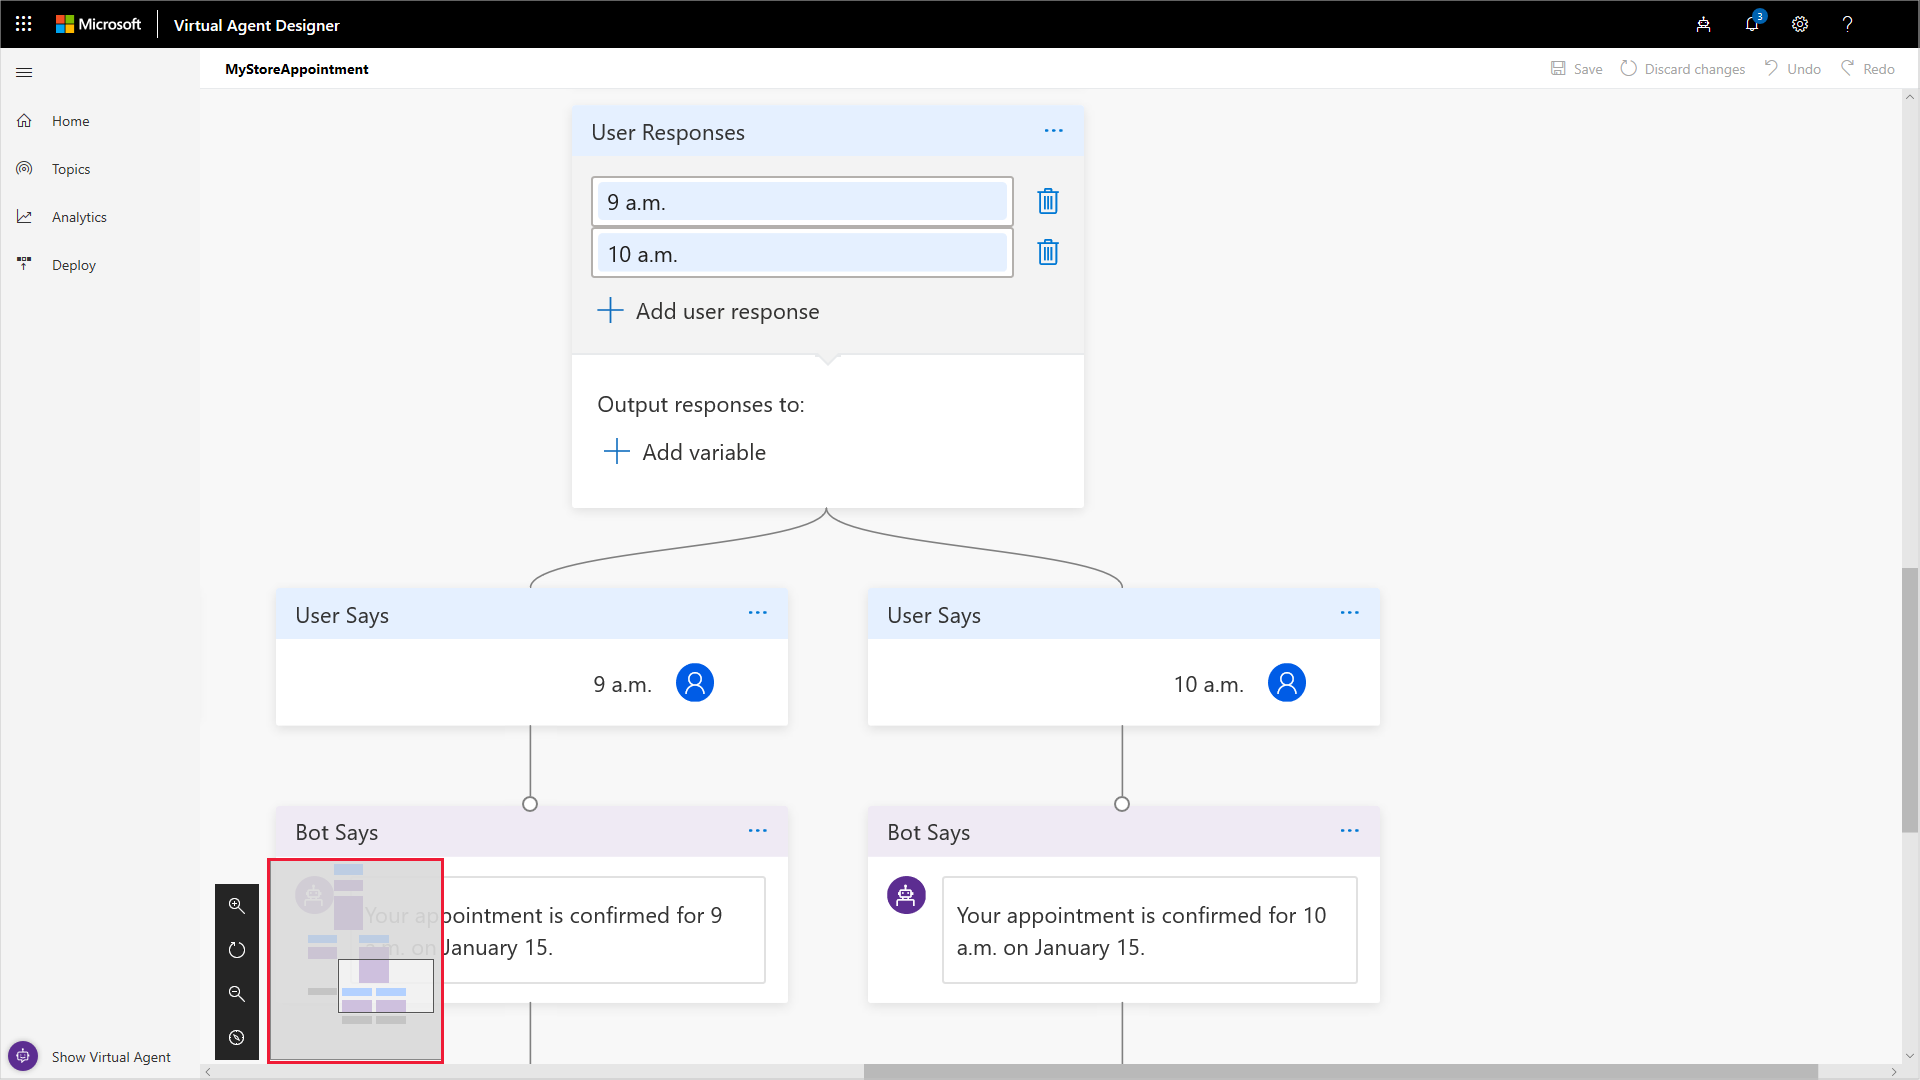 Microsoft
Virtual Agent Designer
3
MyStoreAppointment
Save
Discard changes
Undo
Redo
Home
Topics
Analytics
Deploy
User Responses
9 a.m.
10 a.m.
Add user response
Output responses to:
Add variable
User Says
9 a.m.
User Says
10 a.m.
Bot Says
Your appointment is confirmed for 9
a.m. on January 15.
Bot Says
Your appointment is confirmed for 10
a.m. on January 15.
Show Virtual Agent